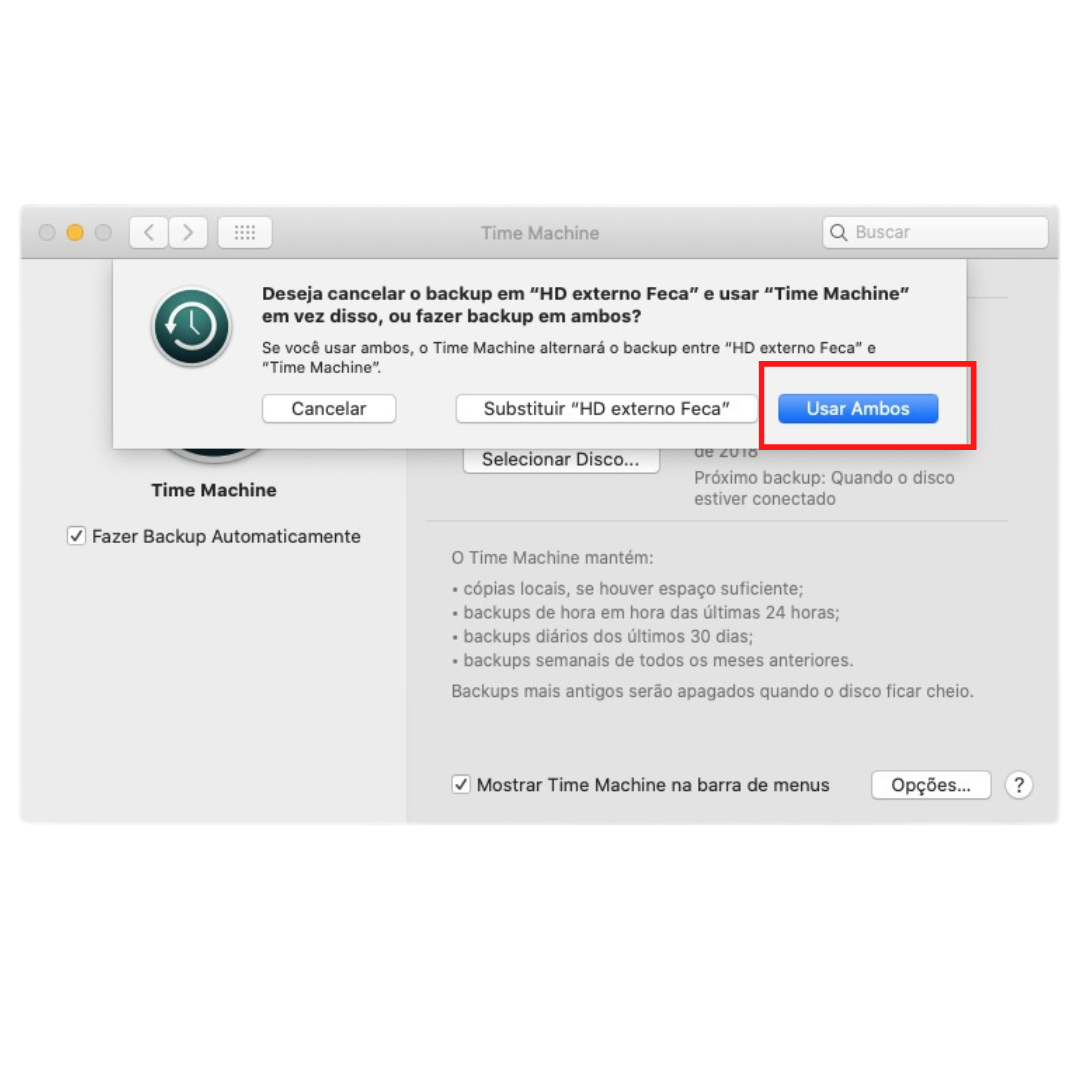 Time Machine
Buscar
Deseja cancelar o backup em “HD externo Feca” e usar “Time Machine”
em vez disso, ou fazer backup em ambos?
Se você usar ambos, o Time Machine alternará o backup entre “HD externo Feca” e
“Time Machine”.
Cancelar
Substituir “HD externo Feca”
Usar Ambos
Time Machine
Fazer Backup Automaticamente
Selecionar Disco...
de 2018
Próximo backup: Quando o disco
estiver conectado
O Time Machine mantém:
• cópias locais, se houver espaço suficiente;
• backups de hora em hora das últimas 24 horas;
• backups diários dos últimos 30 dias;
• backups semanais de todos os meses anteriores.
Backups mais antigos serão apagados quando o disco ficar cheio.
Mostrar Time Machine na barra de menus
Opções...
?